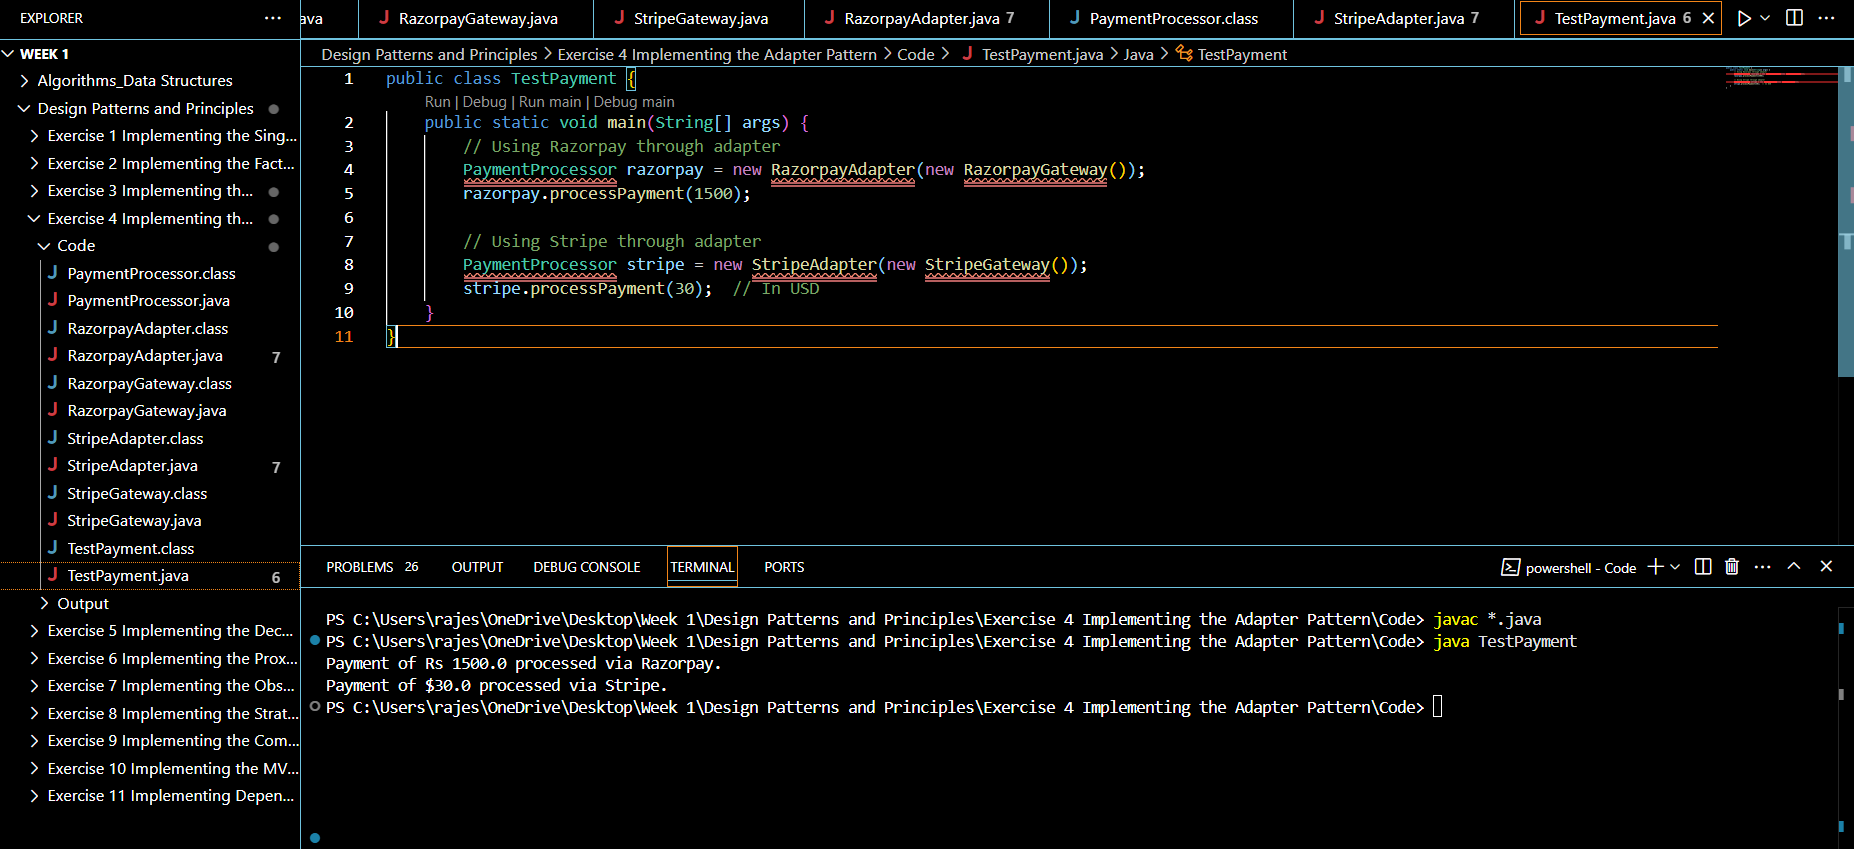 EXPLORER
WEEK 1
Algorithms_Data Structures
Design Patterns and Principles
Exercise 1 Implementing the Sing...
Exercise 2 Implementing the Fact...
Exercise 3 Implementing th...
Exercise 4 Implementing th...
Code
PaymentProcessor.class
PaymentProcessor.java
RazorpayAdapter.class
RazorpayAdapter.java 7
RazorpayGateway.class
RazorpayGateway.java
StripeAdapter.class
StripeAdapter.java 7
StripeGateway.class
StripeGateway.java
TestPayment.class
TestPayment.java 6
Output
Exercise 5 Implementing the Dec...
Exercise 6 Implementing the Prox...
Exercise 7 Implementing the Obs...
Exercise 8 Implementing the Strat...
Exercise 9 Implementing the Com...
Exercise 10 Implementing the MV...
Exercise 11 Implementing Depen...
ava RazorpayGateway.java StripeGateway.java RazorpayAdapter.java 7 PaymentProcessor.class StripeAdapter.java 7 TestPayment.java 6
Design Patterns and Principles > Exercise 4 Implementing the Adapter Pattern > Code > TestPayment.java > Java > TestPayment
1 public class TestPayment {
Run | Debug | Run main | Debug main
2 public static void main(String[] args) {
3 // Using Razorpay through adapter
4 PaymentProcessor razorpay = new RazorpayAdapter(new RazorpayGateway());
5 razorpay.processPayment(1500);
6
7 // Using Stripe through adapter
8 PaymentProcessor stripe = new StripeAdapter(new StripeGateway());
9 stripe.processPayment(30); // In USD
10 }
11 }
PROBLEMS 26 OUTPUT DEBUG CONSOLE TERMINAL PORTS powershell - Code
PS C:\Users\rajes\OneDrive\Desktop\Week 1\Design Patterns and Principles\Exercise 4 Implementing the Adapter Pattern\Code> javac *.java
PS C:\Users\rajes\OneDrive\Desktop\Week 1\Design Patterns and Principles\Exercise 4 Implementing the Adapter Pattern\Code> java TestPayment
Payment of Rs 1500.0 processed via Razorpay.
Payment of $30.0 processed via Stripe.
PS C:\Users\rajes\OneDrive\Desktop\Week 1\Design Patterns and Principles\Exercise 4 Implementing the Adapter Pattern\Code>